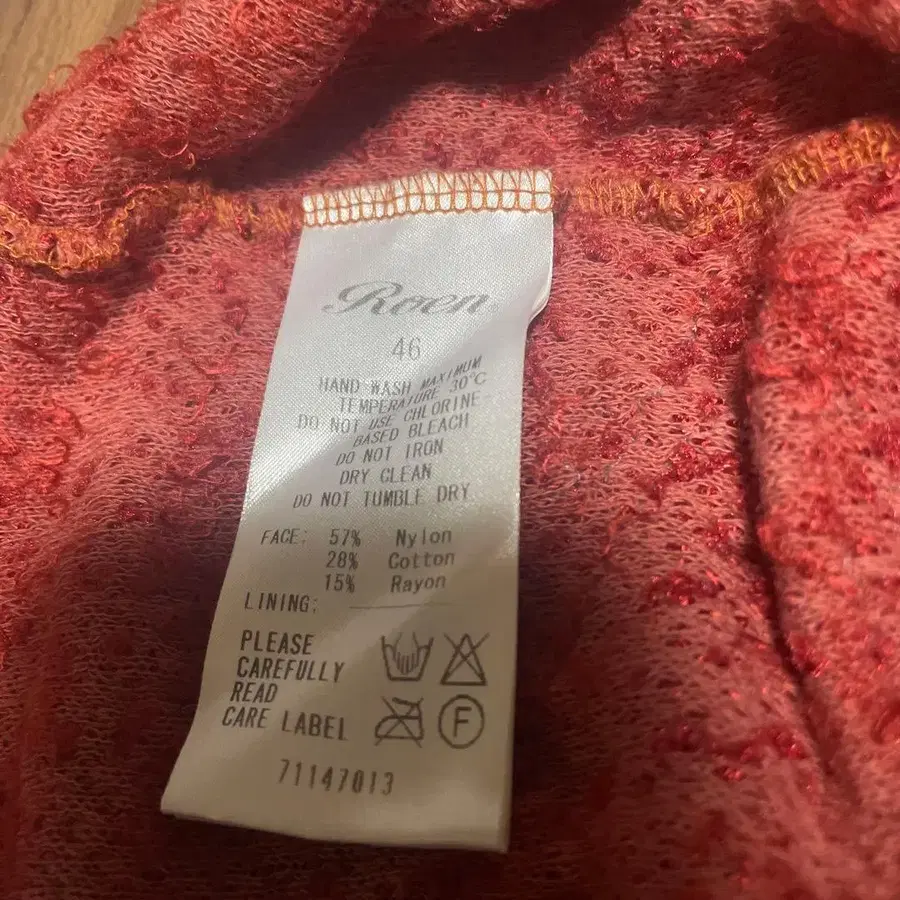 Roen
46
HAND WASH MAXIMUM
TEMPERATURE 30°C
DO NOT USE CHLORINE
BASED BLEACH
DO NOT IRON
DRY CLEAN
DO NOT TUMBLE DRY
FACE: 57% Nylon
28% Cotton
15% Rayon
LINING:
PLEASE
CAREFULLY
READ
CARE LABEL
F
71147013